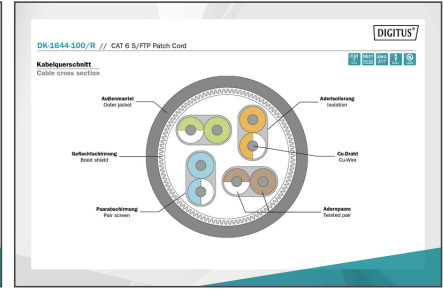 DIGITUS®
DK-1644-100/R // CAT 6 S/FTP Patch Cord
Kabelquerschnitt
Cable cross section
Außenmantel
Outer jacket
Aderisolierung
Isolation
Geflechtschirmung
Braid shield
Cu-Draht
Cu-Wire
Paarabschirmung
Pair screen
Adernpaare
Twisted pair